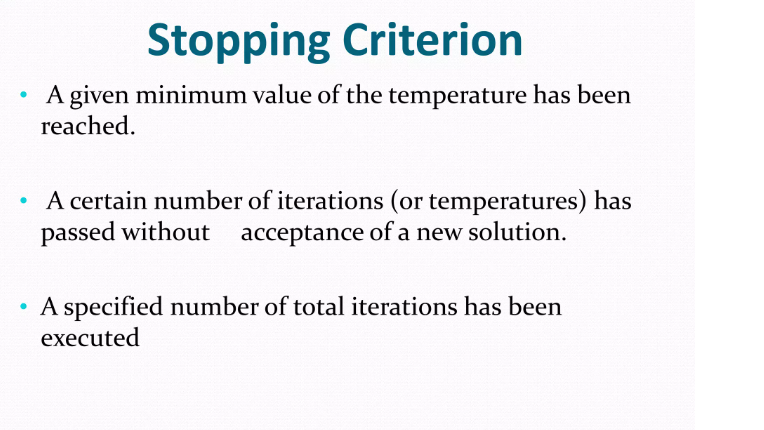 Stopping Criterion
• A given minimum value of the temperature has been
reached.
• A certain number of iterations (or temperatures) has
passed without acceptance of a new solution.
• A specified number of total iterations has been
executed